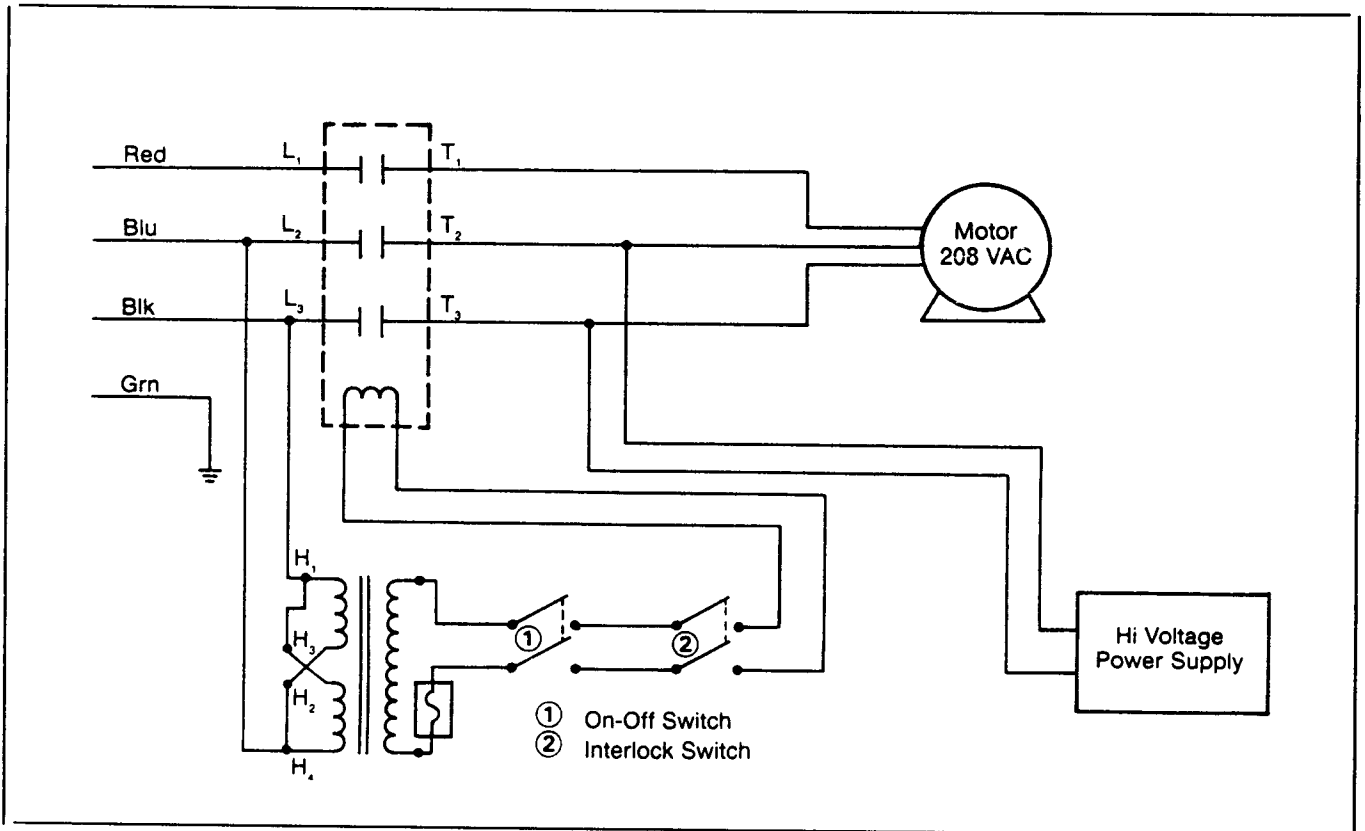 Red
L₁
T₁
Blu
L₂
T₂
Motor
208 VAC
Blk
L₃
T₃
Grn
H₁
H₃
H₂
H₄
①
②
Hi Voltage
Power Supply
① On-Off Switch
② Interlock Switch